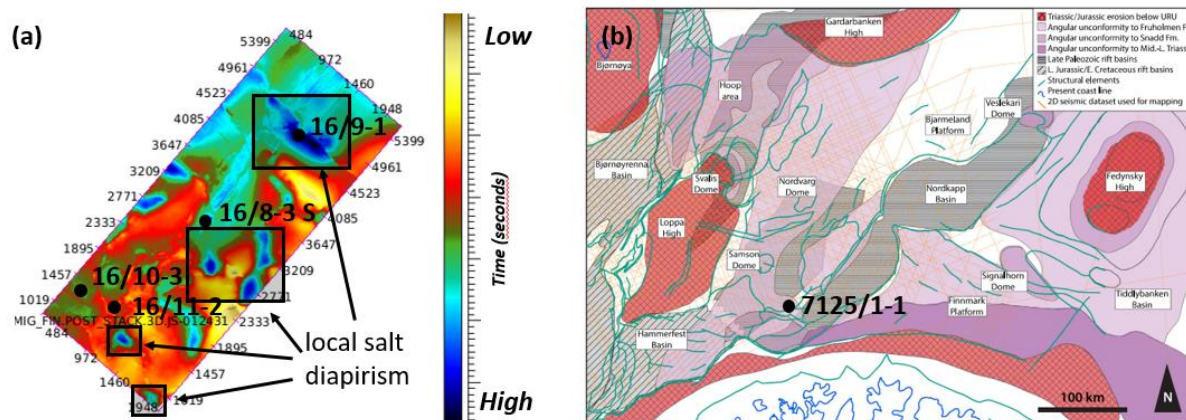 (a)
Low
Time (seconds)
High
484
972
1460
1948
5399
4961
4523
4085
3647
3209
2771
2333
1895
1457
1019
5399
4961
4523
4085
3647
3209
2771
2333
1895
1457
1019
484
972
1460
1948
16/9-1
16/8-3 S
16/10-3
16/11-2
MIG_FIN.POST_STACK.3D.JS-012431
local salt
diapirism
(b)
Triassic/Jurassic erosion below URU
Angular unconformity to Fruholmen F
Angular unconformity to Snadd Fm.
Angular unconformity to Mid.-L. Triass
Late Paleozoic rift basins
L. Jurassic/E. Cretaceous rift basins
Structural elements
Present coast line
2D seismic dataset used for mapping
Gardarbanken
High
Bjørnøya
Hoop
area
Veslekari
Dome
Bjarmeland
Platform
Bjørnøyrenna
Basin
Svalis
Dome
Nordvarg
Dome
Nordkapp
Basin
Fedynsky
High
Loppa
High
Samson
Dome
Signalhorn
Dome
Tiddlybanken
Basin
7125/1-1
Finnmark
Platform
Hammerfest
Basin
100 km
N